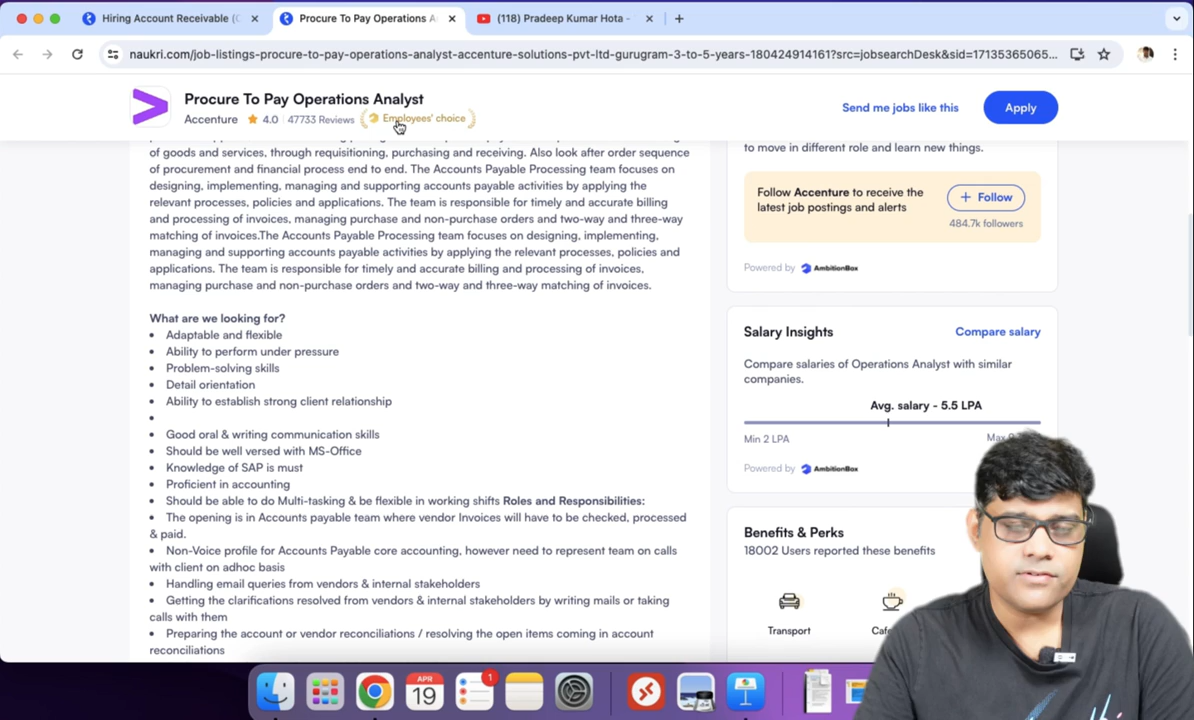 Hiring Account Receivable (
Procure To Pay Operations A
(118) Pradeep Kumar Hota -
naukri.com/job-listings-procure-to-pay-operations-analyst-accenture-solutions-pvt-ltd-gurugram-3-to-5-years-180424914161?src=jobsearchDesk&sid=17135365065...
Procure To Pay Operations Analyst
Accenture 4.0 47733 Reviews Employees' choice
Send me jobs like this
Apply
of goods and services, through requisitioning, purchasing and receiving. Also look after order sequence
of procurement and financial process end to end. The Accounts Payable Processing team focuses on
designing, implementing, managing and supporting accounts payable activities by applying the
relevant processes, policies and applications. The team is responsible for timely and accurate billing
and processing of invoices, managing purchase and non-purchase orders and two-way and three-way
matching of invoices.The Accounts Payable Processing team focuses on designing, implementing,
managing and supporting accounts payable activities by applying the relevant processes, policies and
applications. The team is responsible for timely and accurate billing and processing of invoices,
managing purchase and non-purchase orders and two-way and three-way matching of invoices.
What are we looking for?
• Adaptable and flexible
• Ability to perform under pressure
• Problem-solving skills
• Detail orientation
• Ability to establish strong client relationship
•
• Good oral & writing communication skills
• Should be well versed with MS-Office
• Knowledge of SAP is must
• Proficient in accounting
• Should be able to do Multi-tasking & be flexible in working shifts Roles and Responsibilities:
• The opening is in Accounts payable team where vendor Invoices will have to be checked, processed
& paid.
• Non-Voice profile for Accounts Payable core accounting, however need to represent team on calls
with client on adhoc basis
• Handling email queries from vendors & internal stakeholders
• Getting the clarifications resolved from vendors & internal stakeholders by writing mails or taking
calls with them
• Preparing the account or vendor reconciliations / resolving the open items coming in account
reconciliations
to move in different role and learn new things.
Follow Accenture to receive the
latest job postings and alerts
+ Follow
484.7k followers
Powered by AmbitionBox
Salary Insights
Compare salary
Compare salaries of Operations Analyst with similar
companies.
Avg. salary - 5.5 LPA
Min 2 LPA
Max
Powered by AmbitionBox
Benefits & Perks
18002 Users reported these benefits
Transport
Cafe
1
APR
19